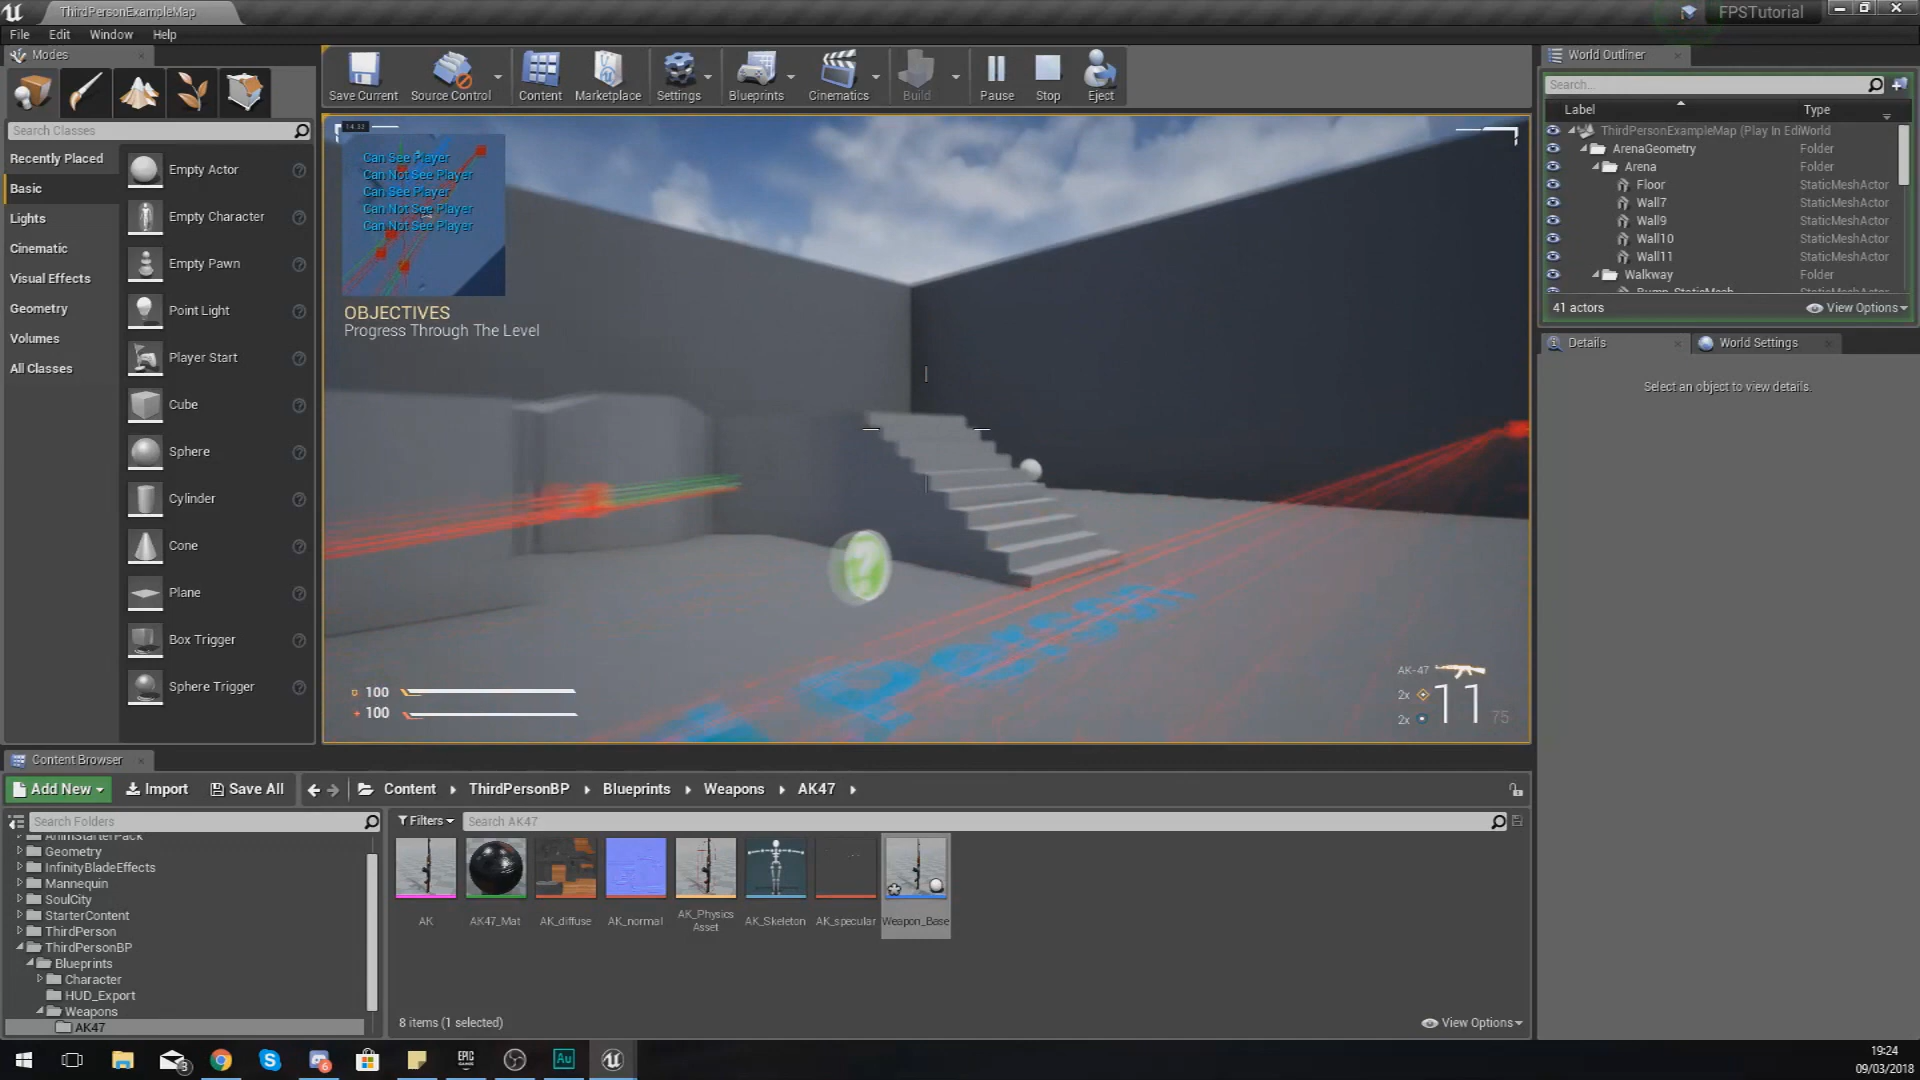 ThirdPersonExampleMap
FPSTutorial
File
Edit
Window
Help
Modes
Search Classes
Recently Placed
Basic
Lights
Cinematic
Visual Effects
Geometry
Volumes
All Classes
Empty Actor
Empty Character
Empty Pawn
Point Light
Player Start
Cube
Sphere
Cylinder
Cone
Plane
Box Trigger
Sphere Trigger
Save Current
Source Control
Content
Marketplace
Settings
Blueprints
Cinematics
Build
Pause
Stop
Eject
Can See Player
Can Not See Player
Can See Player
Can Not See Player
Can Not See Player
OBJECTIVES
Progress Through The Level
100
100
AK-47
2x
2x
11
75
World Outliner
Search...
Label
Type
ThirdPersonExampleMap (Play In Edi World
ArenaGeometry Folder
Arena Folder
Floor StaticMeshActor
Wall7 StaticMeshActor
Wall9 StaticMeshActor
Wall10 StaticMeshActor
Wall11 StaticMeshActor
Walkway Folder
41 actors
View Options
Details
World Settings
Select an object to view details.
Content Browser
Add New
Import
Save All
Content
ThirdPersonBP
Blueprints
Weapons
AK47
Search Folders
Filters
Search AK47
AnimStarterPack
Geometry
InfinityBladeEffects
Mannequin
SoulCity
StarterContent
ThirdPerson
ThirdPersonBP
Blueprints
Character
HUD_Export
Weapons
AK47
AK
AK47_Mat
AK_diffuse
AK_normal
AK_Physics
Asset
AK_Skeleton
AK_specular
Weapon_Base
8 items (1 selected)
View Options
3
6
EPIC
GAMES
Au
19:24
09/03/2018